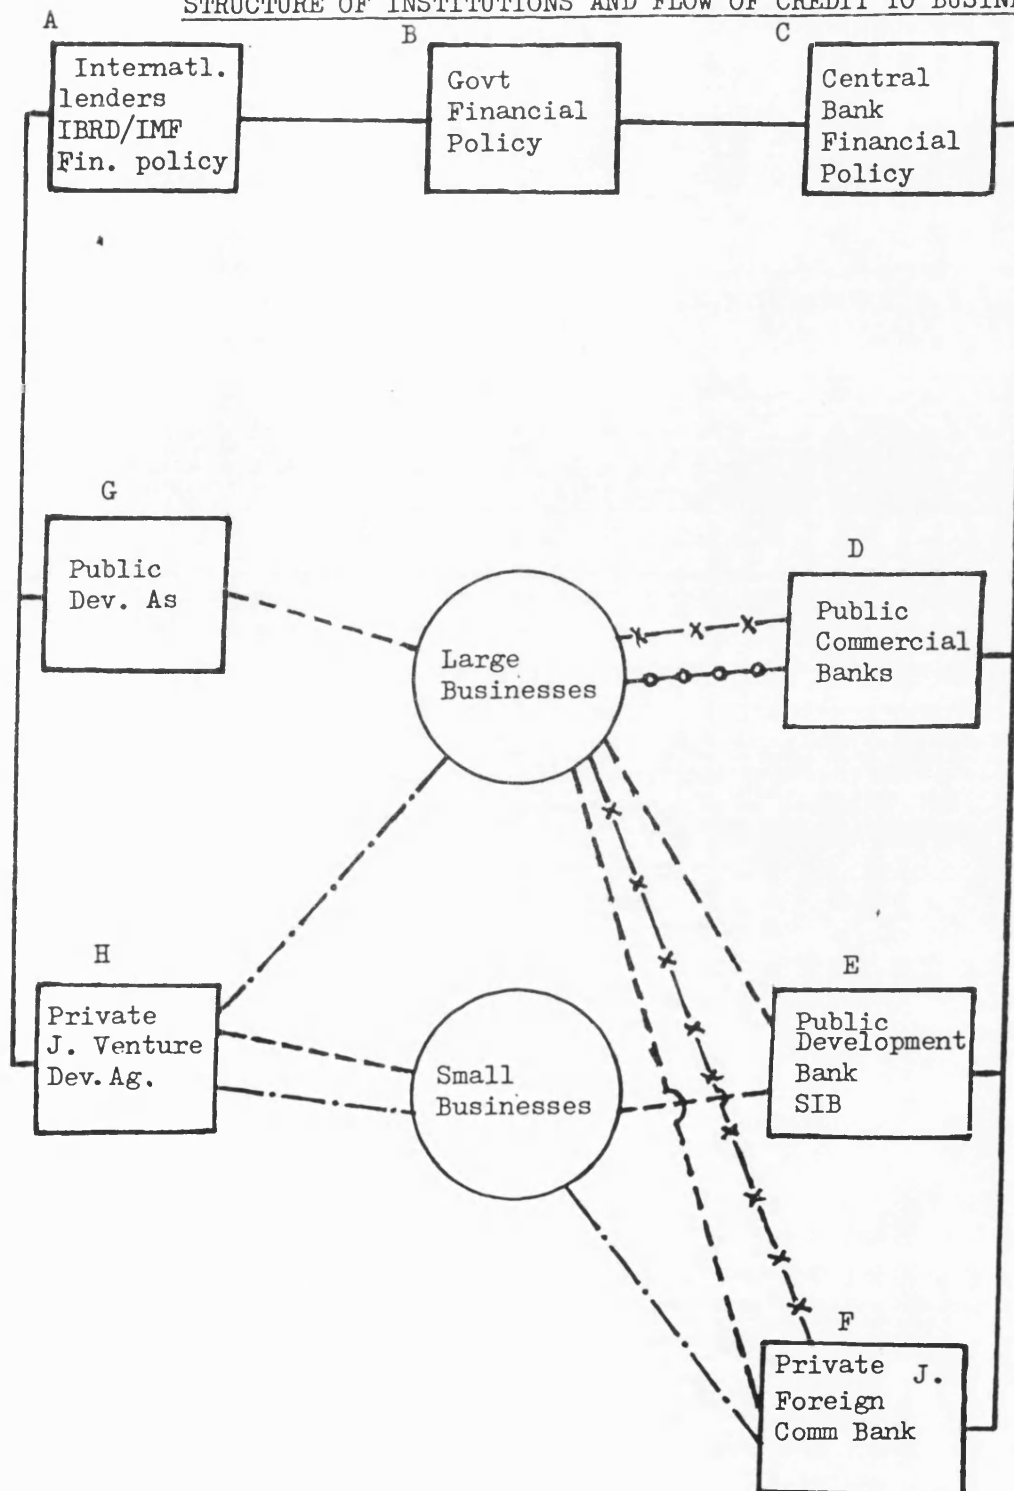 STRUCTURE OF INSTITUTIONS AND FLOW OF CREDIT TO
A
B
C
Internatl.
lenders
IBRD/IMF
Fin. policy
Govt
Financial
Policy
Central
Bank
Financial
Policy
G
Public
Dev. As
D
Public
Commercial
Banks
Large
Businesses
H
Private
J. Venture
Dev. Ag.
Small
Businesses
E
Public
Development
Bank
SIB
F
Private J.
Foreign
Comm Bank